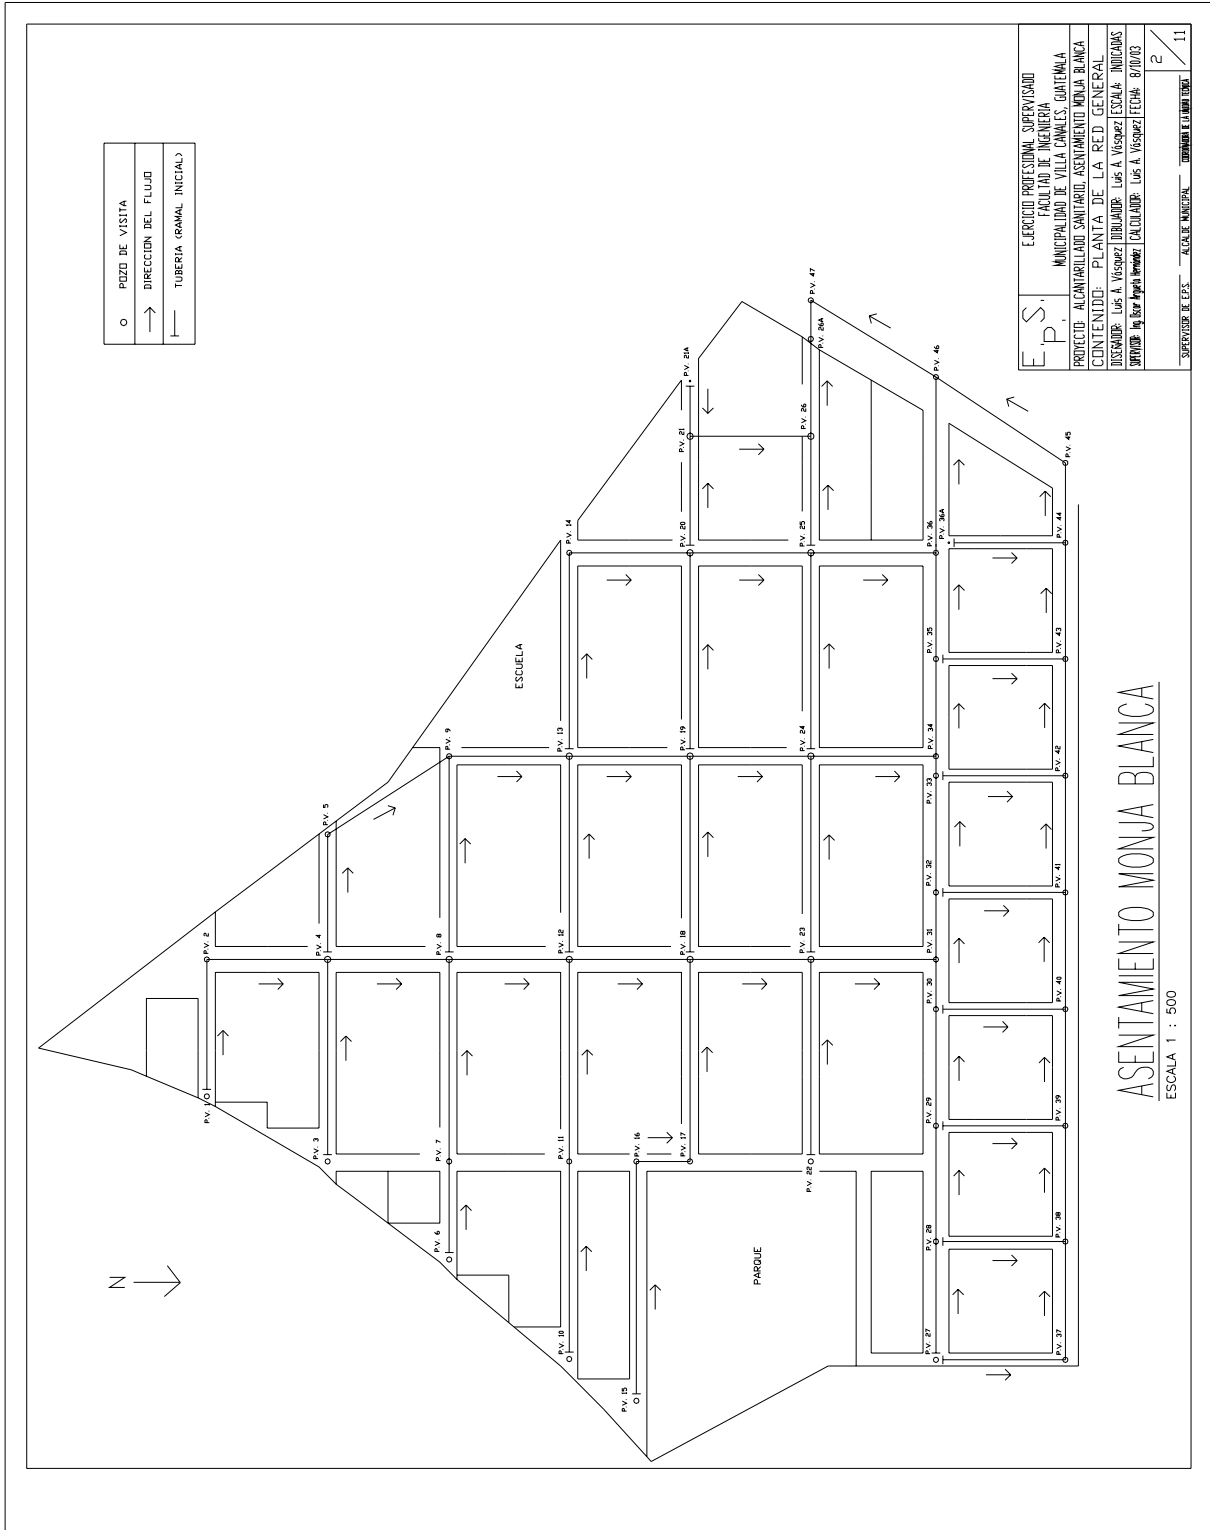 POZO DE VISITA
DIRECCION DEL FLUJO
TUBERIA (RAMAL INICIAL)
N
P.V. 1
P.V. 2
P.V. 3
P.V. 4
P.V. 5
P.V. 6
P.V. 7
P.V. 8
P.V. 9
P.V. 10
P.V. 11
P.V. 12
P.V. 13
P.V. 14
P.V. 15
P.V. 16
P.V. 17
P.V. 18
P.V. 19
P.V. 20
P.V. 21
P.V. 21A
P.V. 22
P.V. 23
P.V. 24
P.V. 25
P.V. 26
P.V. 26A
P.V. 47
P.V. 27
P.V. 28
P.V. 29
P.V. 30
P.V. 31
P.V. 32
P.V. 33
P.V. 34
P.V. 35
P.V. 36
P.V. 36A
P.V. 46
P.V. 37
P.V. 38
P.V. 39
P.V. 40
P.V. 41
P.V. 42
P.V. 43
P.V. 44
P.V. 45
ESCUELA
PARQUE
ASENTAMIENTO MONJA BLANCA
ESCALA 1 : 500
E.P.S.
EJERCICIO PROFESIONAL SUPERVISADO
FACULTAD DE INGENIERIA
MUNICIPALIDAD DE VILLA CANALES, GUATEMALA
PROYECTO: ALCANTARILLADO SANITARIO, ASENTAMIENTO MONJA BLANCA
CONTENIDO: PLANTA DE LA RED GENERAL
DISEÑADOR: Luis A. Vásquez DIBUJADOR: Luis A. Vásquez ESCALA: INDICADAS
SUPERVISOR: Ing. Oscar Argueta Hernández CALCULADOR: Luis A. Vásquez FECHA: 8/10/03
SUPERVISOR DE E.P.S. ALCALDE MUNICIPAL
2 / 11